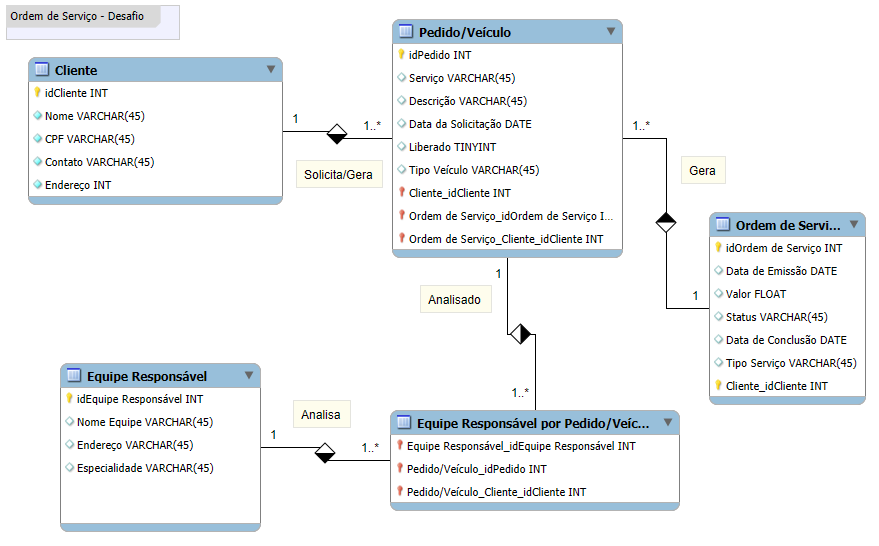 Ordem de Serviço - Desafio
Cliente
idCliente INT
Nome VARCHAR(45)
CPF VARCHAR(45)
Contato VARCHAR(45)
Endereço INT
1
1..*
Solicita/Gera
Pedido/Veículo
idPedido INT
Serviço VARCHAR(45)
Descrição VARCHAR(45)
Data da Solicitação DATE
Liberado TINYINT
Tipo Veículo VARCHAR(45)
Cliente_idCliente INT
Ordem de Serviço_idOrdem de Serviço I...
Ordem de Serviço_Cliente_idCliente INT
1..*
Gera
1
Ordem de Servi...
idOrdem de Serviço INT
Data de Emissão DATE
Valor FLOAT
Status VARCHAR(45)
Data de Conclusão DATE
Tipo Serviço VARCHAR(45)
Cliente_idCliente INT
1
Analisado
1..*
Equipe Responsável
idEquipe Responsável INT
Nome Equipe VARCHAR(45)
Endereço VARCHAR(45)
Especialidade VARCHAR(45)
Analisa
1
1..*
Equipe Responsável por Pedido/Veíc...
Equipe Responsável_idEquipe Responsável INT
Pedido/Veículo_idPedido INT
Pedido/Veículo_Cliente_idCliente INT